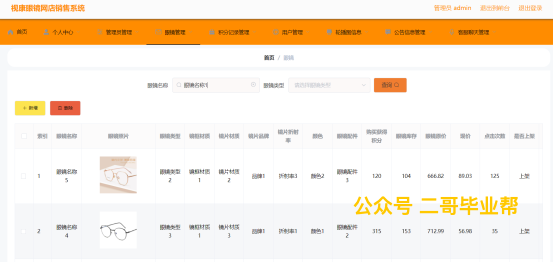 视康眼镜网店销售系统
管理员 admin 退出到前台 退出登录
首页 个人中心 管理员管理 眼镜管理 积分记录管理 用户管理 轮播图信息 公告信息管理 客服聊天管理
首页 / 眼镜
眼镜名称 眼镜名称 眼镜类型 请选择眼镜类型 查询
+ 新增 删除
索引 眼镜名称 眼镜照片 眼镜类型 镜框材质 镜片材质 镜片品牌 镜片折射率 颜色 眼镜配件 购买获得积分 眼镜库存 眼镜原价 现价 点击次数 是否上架
1 眼镜名称5 眼镜类型2 镜框材质1 镜片材质1 品牌1 折射率3 颜色2 眼镜配件3 120 104 666.82 89.03 125 上架
2 眼镜名称4 眼镜类型3 镜框材质1 镜片材质3 品牌1 折射率1 颜色1 眼镜配件2 315 153 712.99 56.98 35 上架
公众号 二哥毕业帮